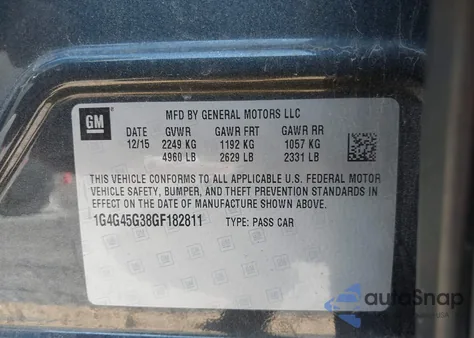 GM
MFD BY GENERAL MOTORS LLC
12/15 GVWR GAWR FRT GAWR RR
2249 KG 1192 KG 1057 KG
4960 LB 2629 LB 2331 LB
THIS VEHICLE CONFORMS TO ALL APPLICABLE U.S. FEDERAL MOTOR
VEHICLE SAFETY, BUMPER, AND THEFT PREVENTION STANDARDS IN
EFFECT ON THE DATE OF MANUFACTURE SHOWN ABOVE.
1G4G45G38GF182811 TYPE: PASS CAR
autoSnap